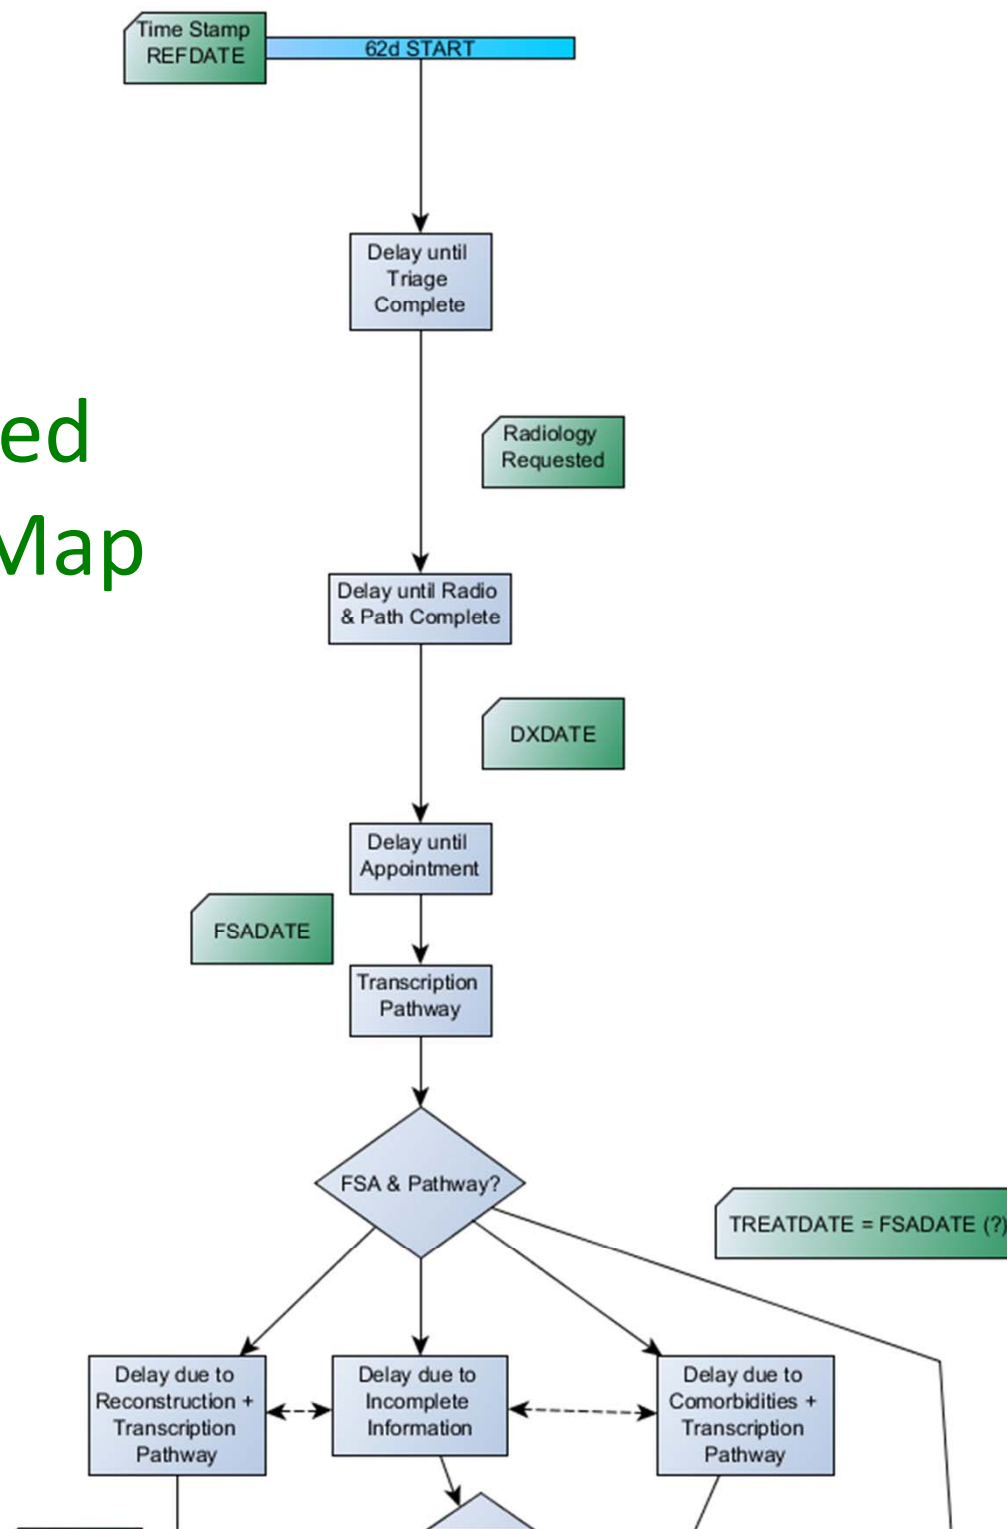 Time Stamp
REFDATE
62d START
Delay until
Triage
Complete
ed
Map
Radiology
Requested
Delay until Radio
& Path Complete
DXDATE
Delay until
Appointment
FSADATE
Transcription
Pathway
FSA & Pathway?
TREATDATE = FSADATE (?)
Delay due to
Reconstruction +
Transcription
Pathway
Delay due to
Incomplete
Information
Delay due to
Comorbidities +
Transcription
Pathway